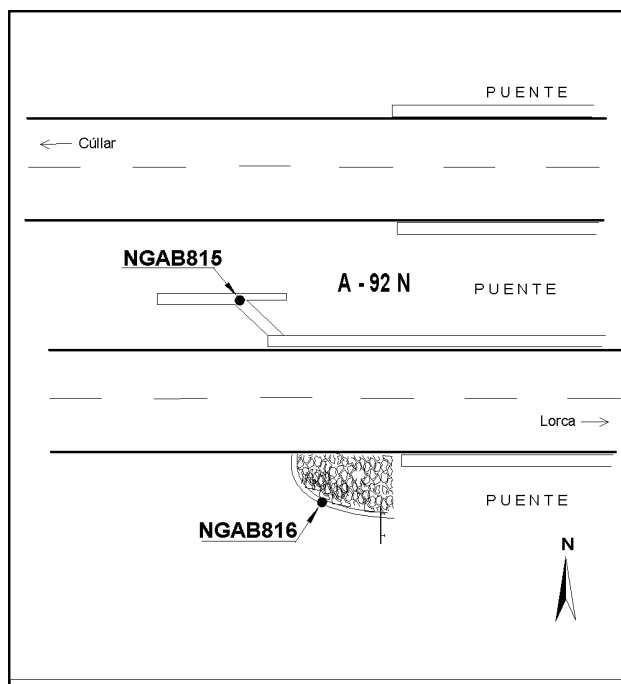 PUENTE
Cúllar
NGAB815
A - 92 N
PUENTE
Lorca
NGAB816
PUENTE
N